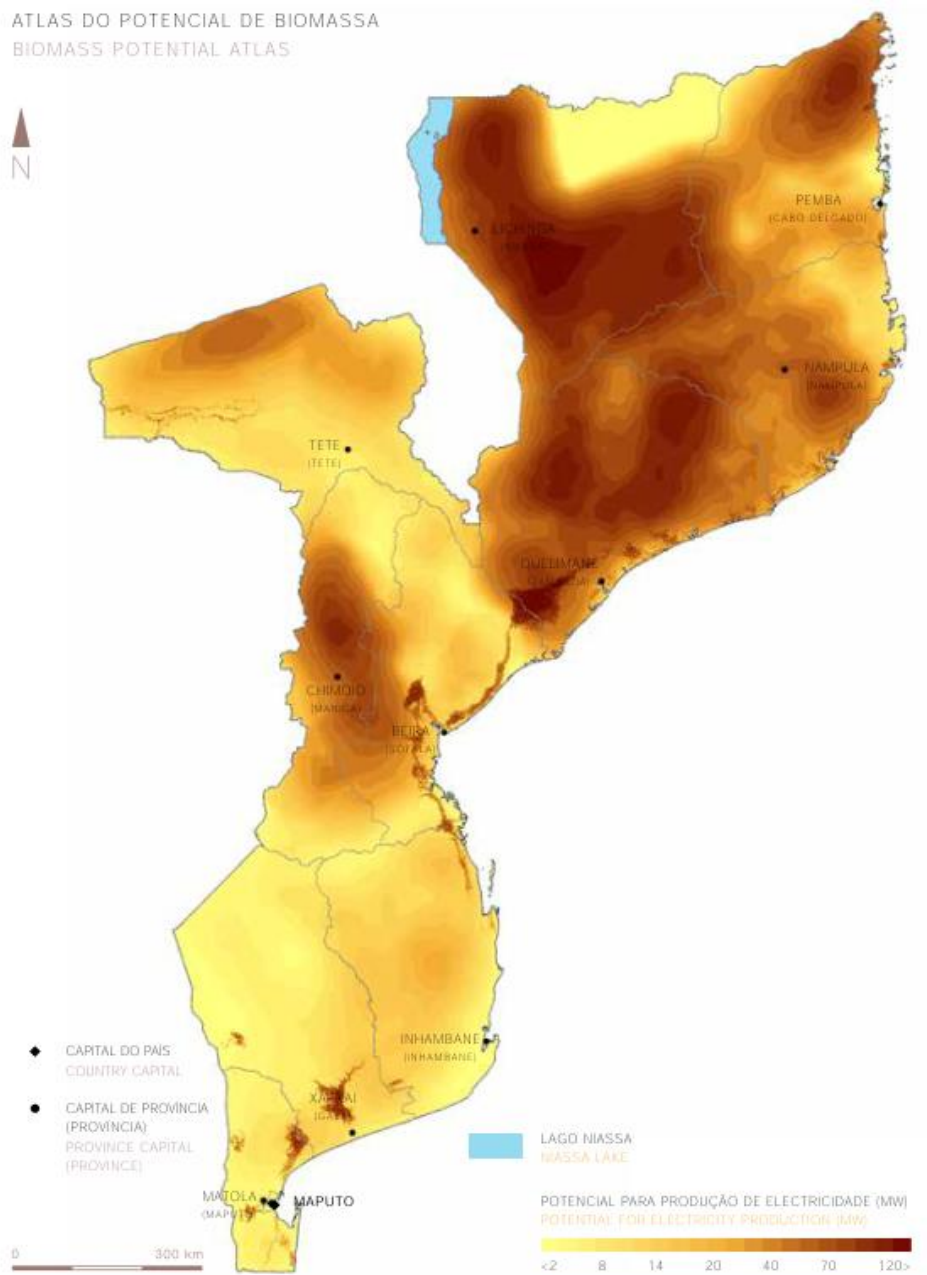 ATLAS DO POTENCIAL DE BIOMASSA
BIOMASS POTENTIAL ATLAS
N
PEMBA
(CABO DELGADO)
LICHINGA
NAMPULA
(NAMPULA)
TETE
(TETE)
QUELIMANE
CHIMOIO
(MANICA)
BEIRA
(SOFALA)
INHAMBANE
(INHAMBANE)
XAI-XAI
MATOLA
(MAPUTO)
MAPUTO
CAPITAL DO PAÍS
COUNTRY CAPITAL
CAPITAL DE PROVÍNCIA
(PROVÍNCIA)
PROVINCE CAPITAL
(PROVINCE)
LAGO NIASSA
NIASSA LAKE
POTENCIAL PARA PRODUÇÃO DE ELECTRICIDADE (MW)
POTENTIAL FOR ELECTRICITY PRODUCTION (MW)
<2 8 14 20 40 70 120>
0 300 km